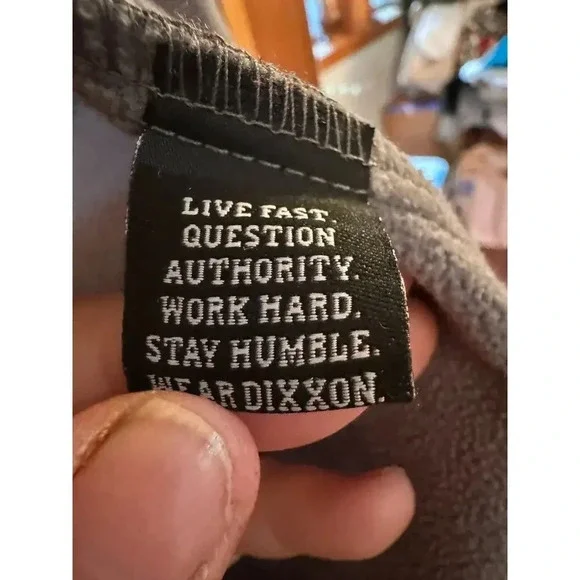 LIVE FAST.
QUESTION
AUTHORITY.
WORK HARD.
STAY HUMBLE.
WEAR DIXXON.